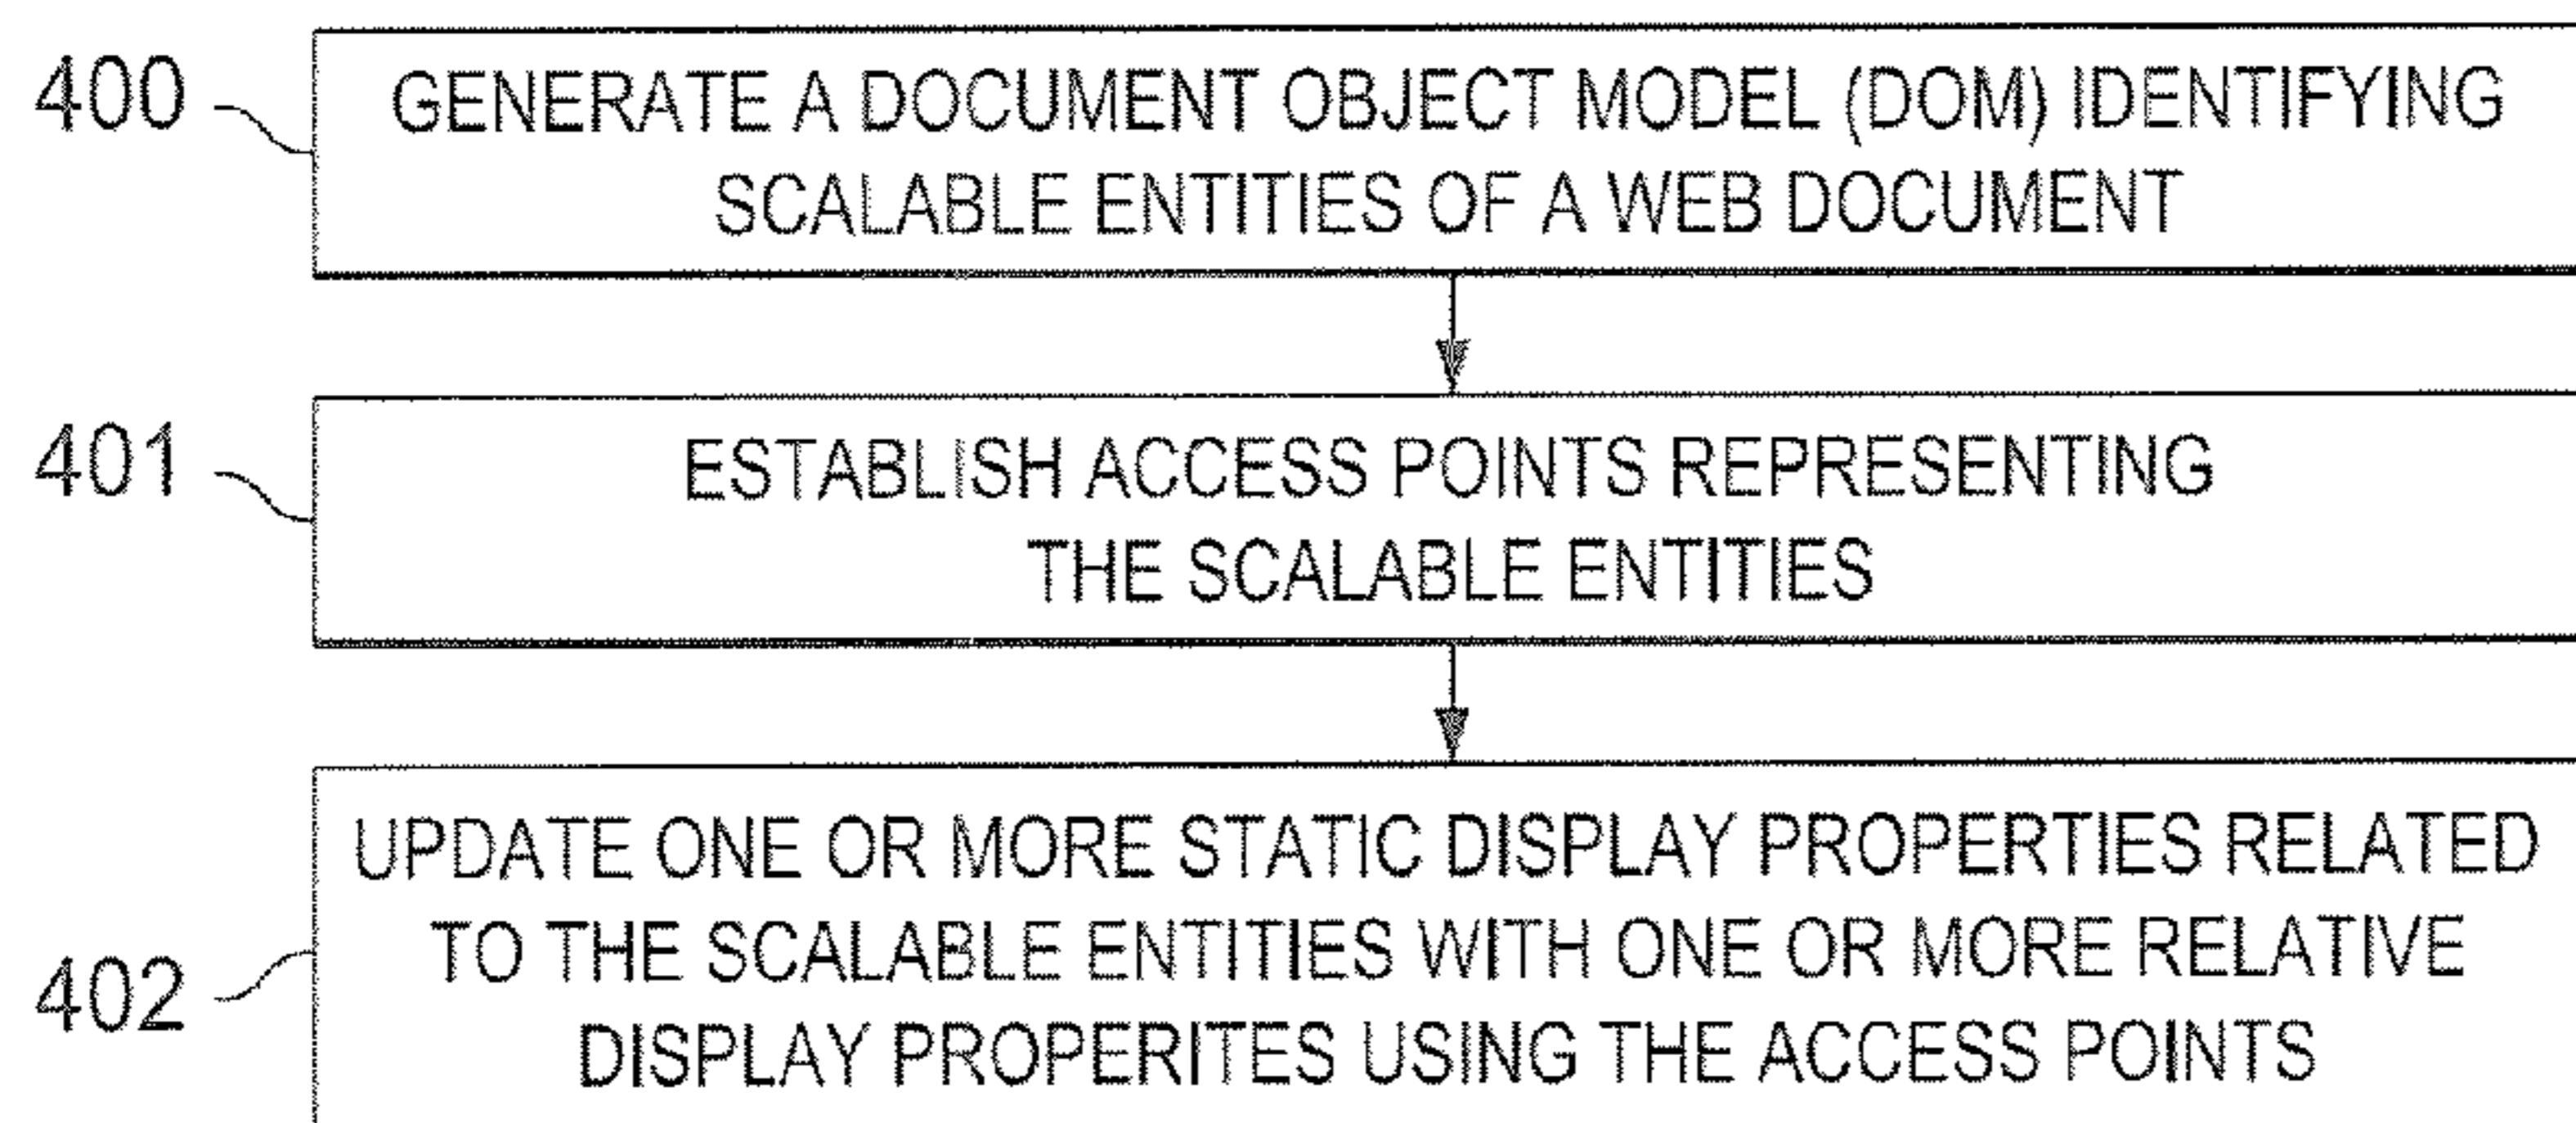 400
GENERATE A DOCUMENT OBJECT MODEL (DOM) IDENTIFYING
SCALABLE ENTITIES OF A WEB DOCUMENT
401
ESTABLISH ACCESS POINTS REPRESENTING
THE SCALABLE ENTITIES
402
UPDATE ONE OR MORE STATIC DISPLAY PROPERTIES RELATED
TO THE SCALABLE ENTITIES WITH ONE OR MORE RELATIVE
DISPLAY PROPERITES USING THE ACCESS POINTS